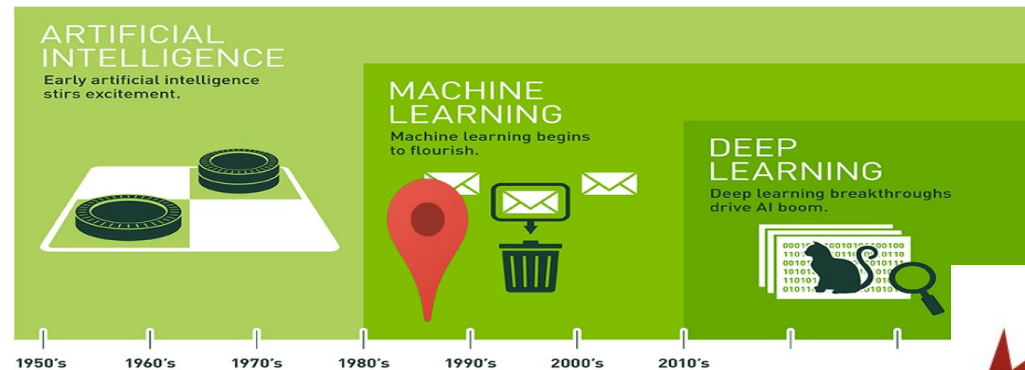 ARTIFICIAL
INTELLIGENCE
Early artificial intelligence
stirs excitement.
MACHINE
LEARNING
Machine learning begins
to flourish.
DEEP
LEARNING
Deep learning breakthroughs
drive AI boom.
1950's
1960's
1970's
1980's
1990's
2000's
2010's